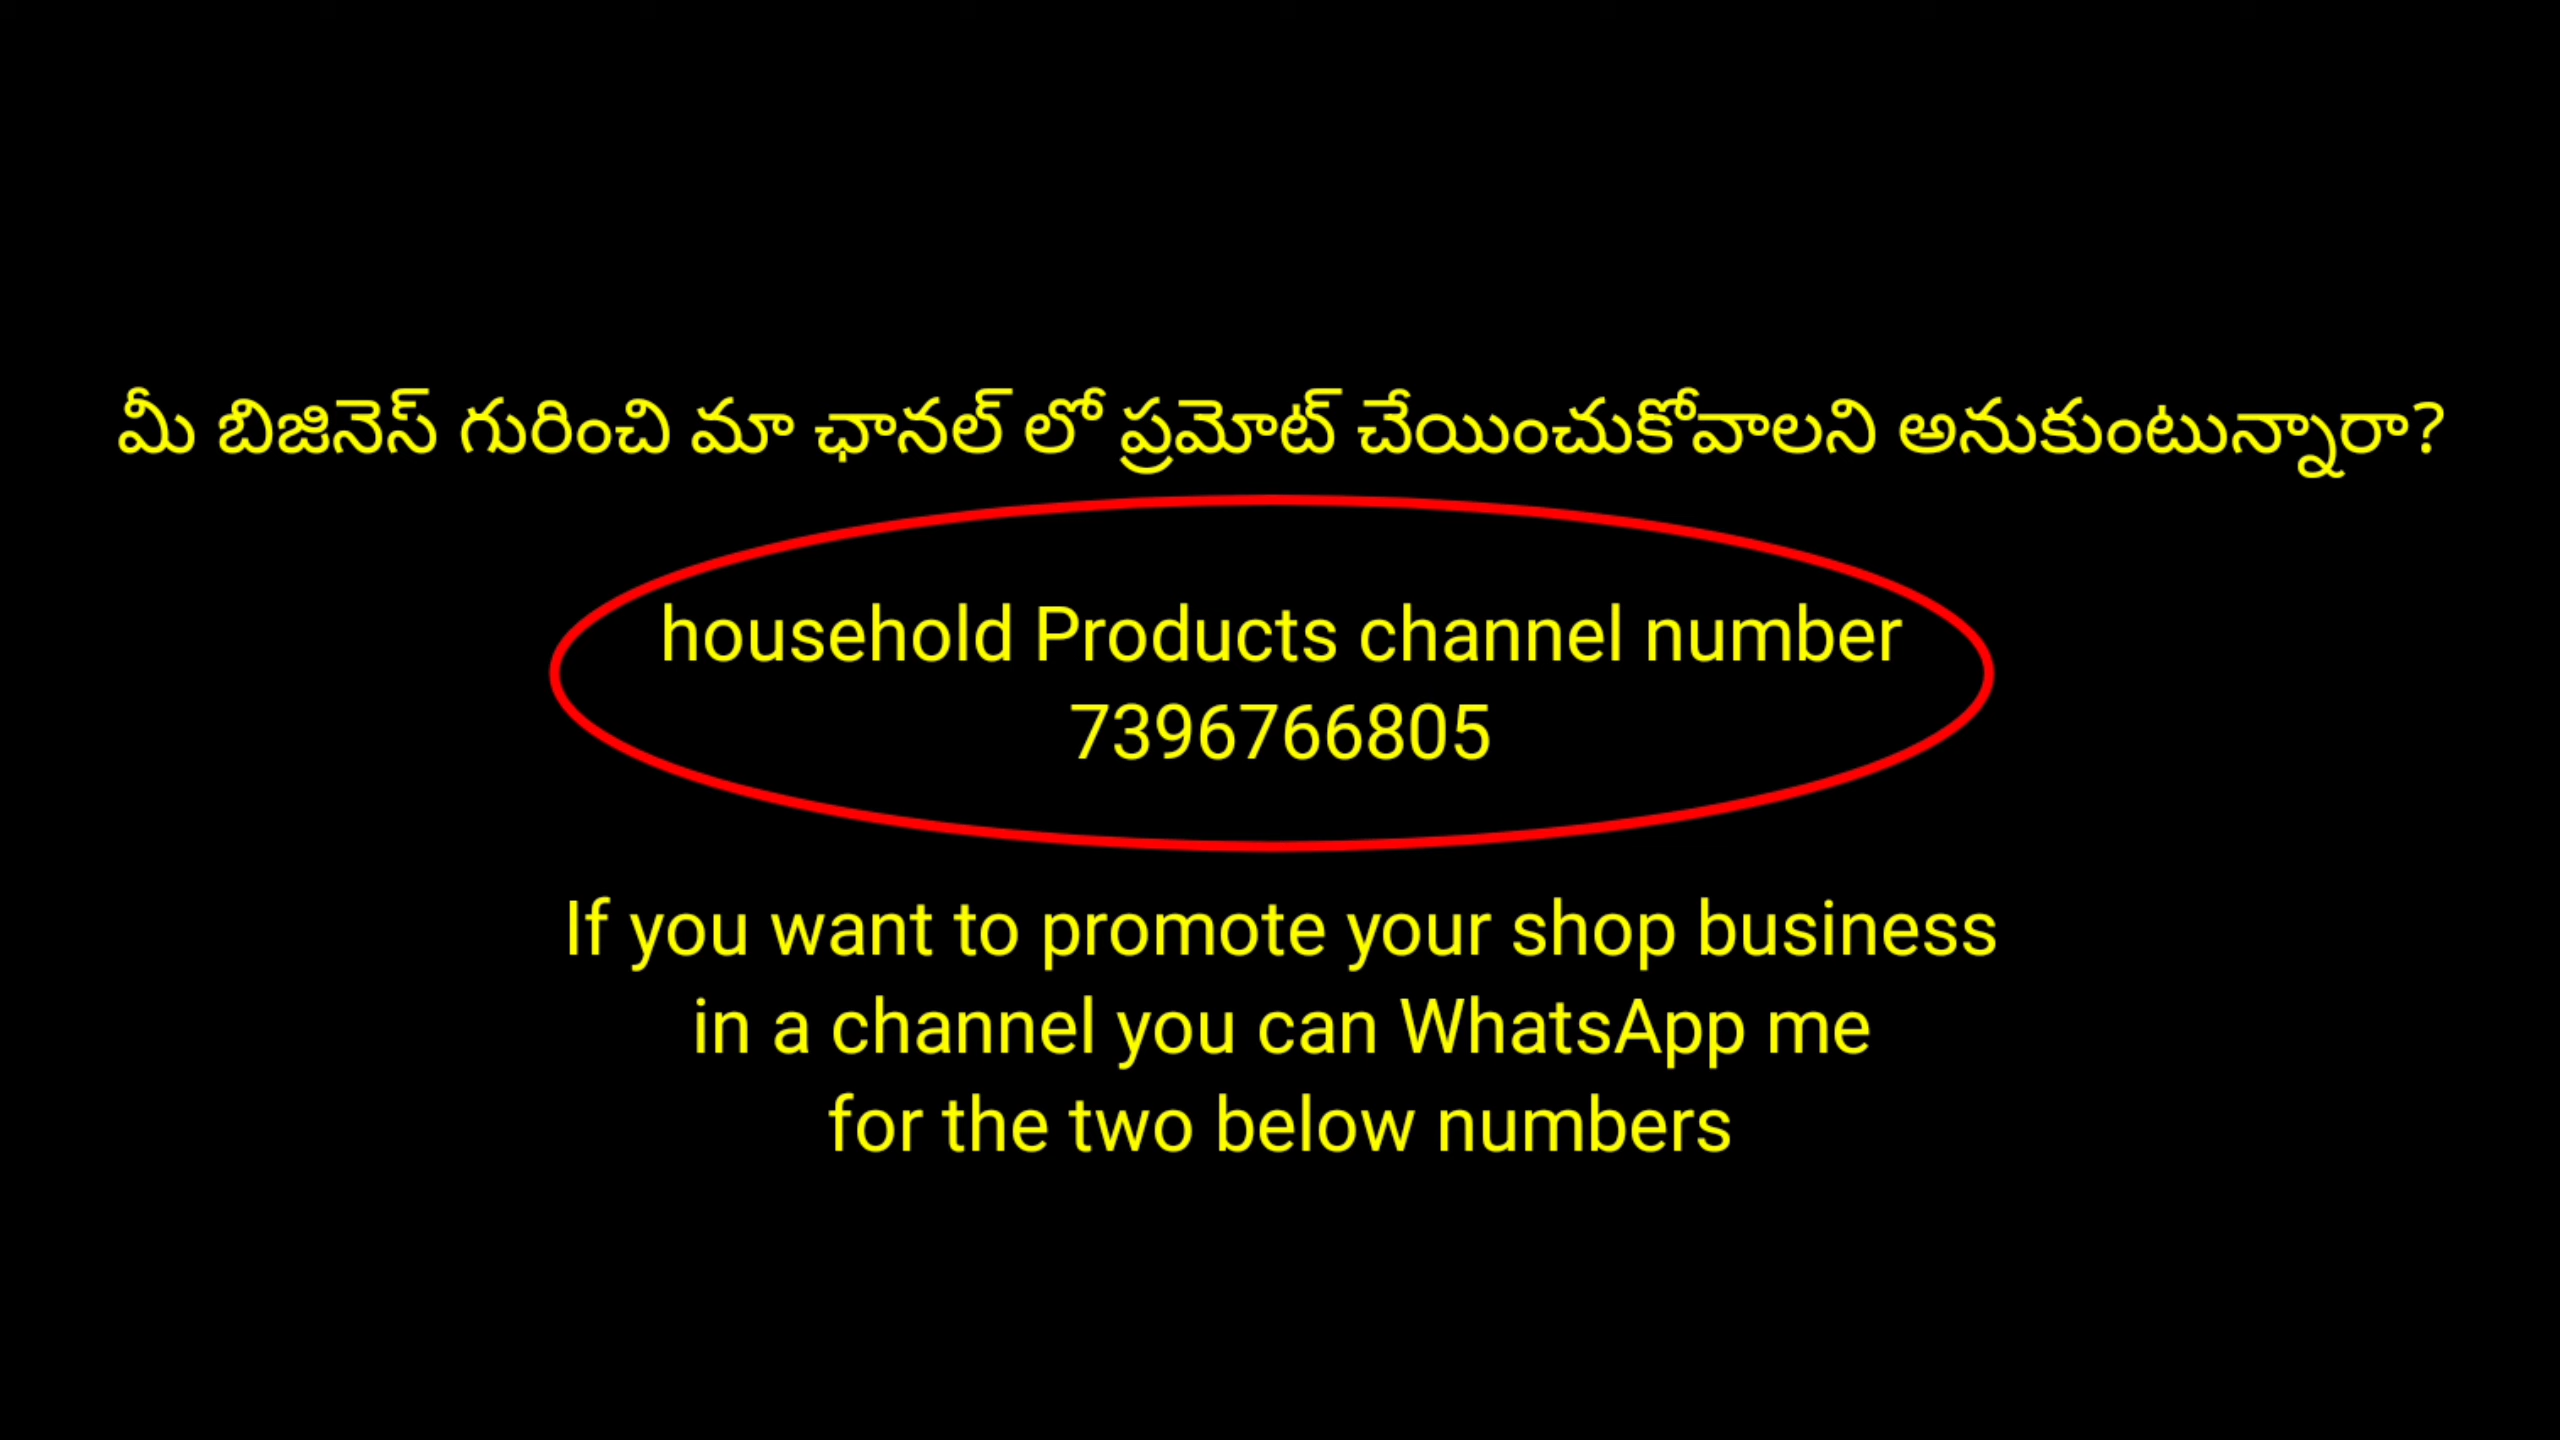 మీ బిజినెస్ గురించి మా ఛానల్ లో ప్రమోట్ చేయించుకోవాలని అనుకుంటున్నారా?
household Products channel number
7396766805
If you want to promote your shop business
in a channel you can WhatsApp me
for the two below numbers